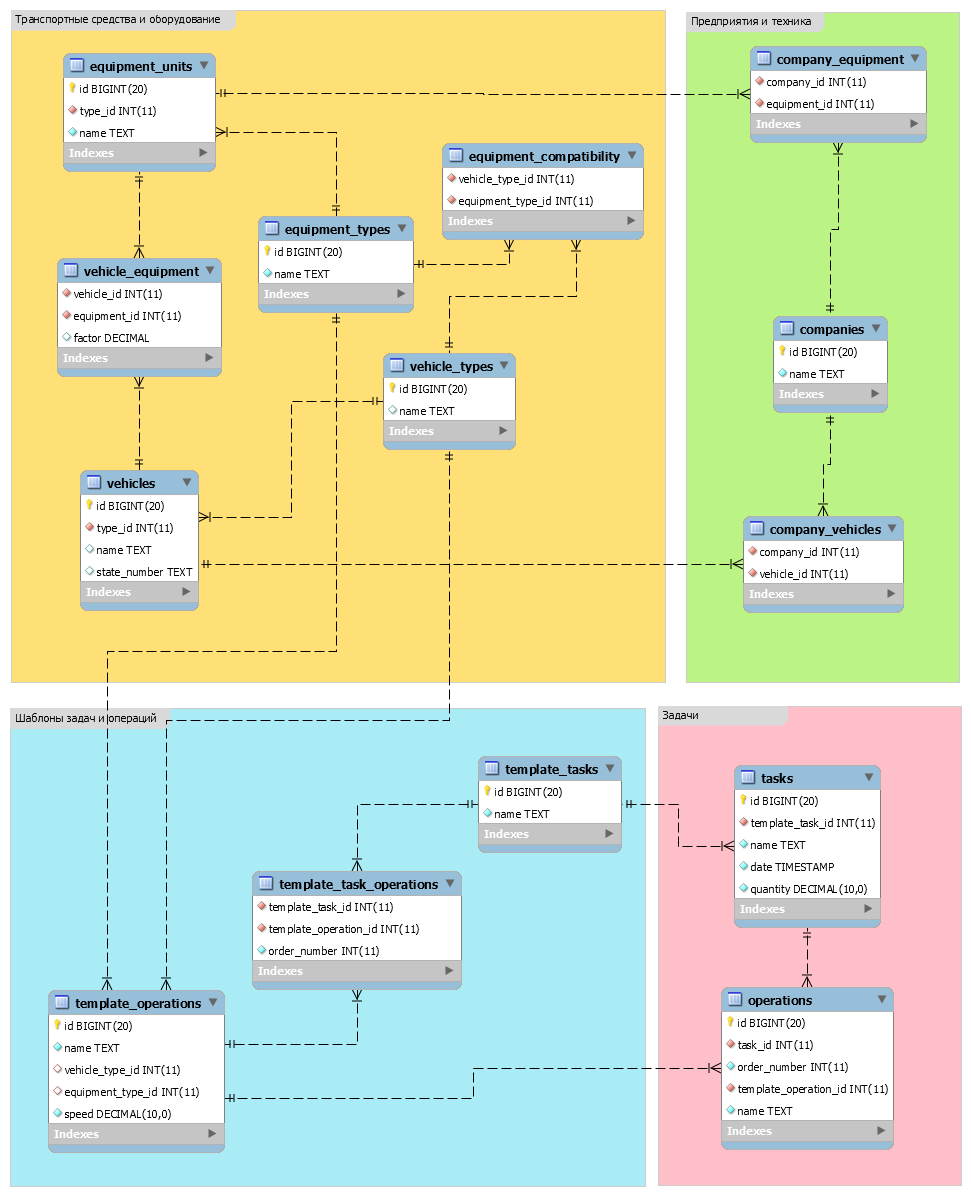 Транспортные средства и оборудование
equipment_units
id BIGINT(20)
type_id INT(11)
name TEXT
Indexes
equipment_compatibility
vehicle_type_id INT(11)
equipment_type_id INT(11)
Indexes
equipment_types
id BIGINT(20)
name TEXT
Indexes
vehicle_equipment
vehicle_id INT(11)
equipment_id INT(11)
factor DECIMAL
Indexes
vehicle_types
id BIGINT(20)
name TEXT
Indexes
vehicles
id BIGINT(20)
type_id INT(11)
name TEXT
state_number TEXT
Indexes
Предприятия и техника
company_equipment
company_id INT(11)
equipment_id INT(11)
Indexes
companies
id BIGINT(20)
name TEXT
Indexes
company_vehicles
company_id INT(11)
vehicle_id INT(11)
Indexes
Шаблоны задач и операций
template_tasks
id BIGINT(20)
name TEXT
Indexes
template_task_operations
template_task_id INT(11)
template_operation_id INT(11)
order_number INT(11)
Indexes
template_operations
id BIGINT(20)
name TEXT
vehicle_type_id INT(11)
equipment_type_id INT(11)
speed DECIMAL(10,0)
Indexes
Задачи
tasks
id BIGINT(20)
template_task_id INT(11)
name TEXT
date TIMESTAMP
quantity DECIMAL(10,0)
Indexes
operations
id BIGINT(20)
task_id INT(11)
order_number INT(11)
template_operation_id INT(11)
name TEXT
Indexes